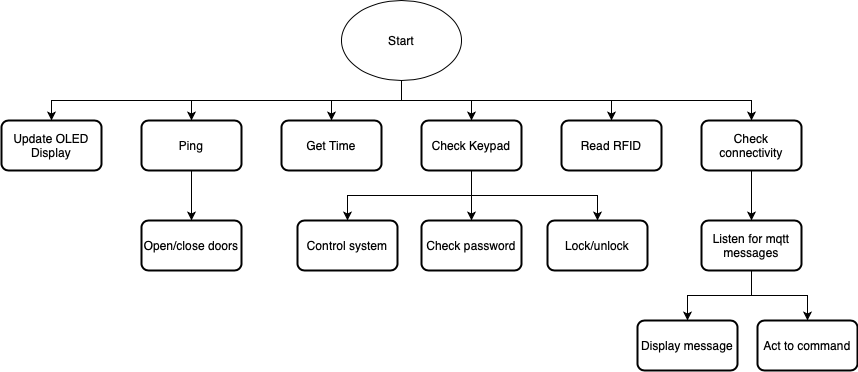 Start
Update OLED
Display
Ping
Get Time
Check Keypad
Read RFID
Check
connectivity
Open/close doors
Control system
Check password
Lock/unlock
Listen for mqtt
messages
Display message
Act to command